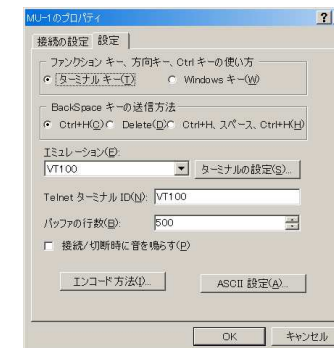 MU-1のプロパティ ?
接続の設定 設定
ファンクション キー、方向キー、Ctrl キーの使い方
ターミナル キー(T) Windows キー(W)
BackSpace キーの送信方法
Ctrl+H(C) Delete(D) Ctrl+H、スペース、Ctrl+H(H)
エミュレーション(E):
VT100 ターミナルの設定(S)...
Telnet ターミナル ID(N): VT100
バッファの行数(B): 500
接続/切断時に音を鳴らす(P)
エンコード方法(I)... ASCII 設定(A)...
OK キャンセル